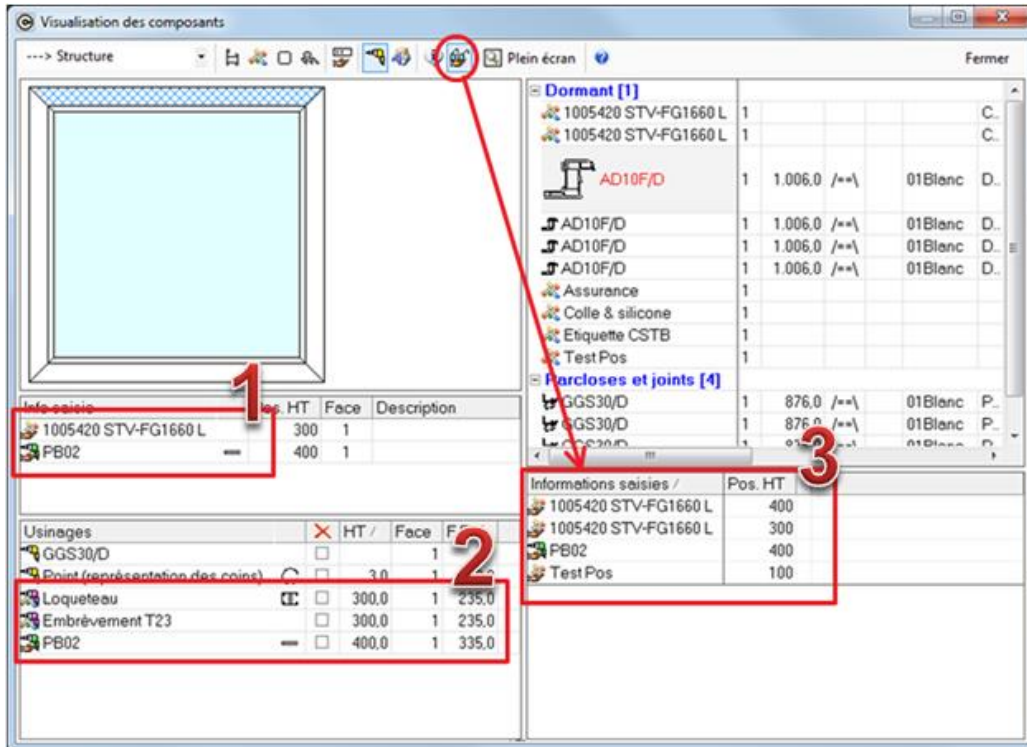 Visualisation des composants
---> Structure Plein écran Fermer
Dormant [1]
1005420 STV-FG1660 L 1 C..
1005420 STV-FG1660 L 1 C..
AD10F/D 1 1.006,0 /==\ 01Blanc D..
AD10F/D 1 1.006,0 /==\ 01Blanc D..
AD10F/D 1 1.006,0 /==\ 01Blanc D..
AD10F/D 1 1.006,0 /==\ 01Blanc D..
Assurance 1
Colle & silicone 1
Etiquette CSTB 1
Test Pos 1
Parcloses et joints [4]
GGS30/D 1 876,0 /==\ 01Blanc P..
GGS30/D 1 876,0 /==\ 01Blanc P..
GGS30/D 1 /==\ 01Blanc
1
Info saisie Pos. HT Face Description
1005420 STV-FG1660 L 300 1
PB02 400 1
2
Usinages HT / Face
GGS30/D 1
Point (représentation des coins) 3,0 1
Loqueteau 300,0 1 235,0
Embrèvement T23 300,0 1 235,0
PB02 400,0 1 335,0
3
Informations saisies / Pos. HT
1005420 STV-FG1660 L 400
1005420 STV-FG1660 L 300
PB02 400
Test Pos 100